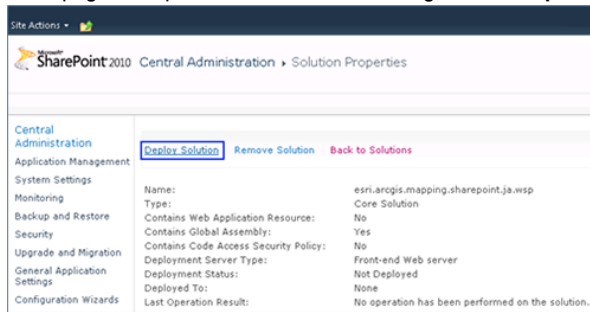 Site Actions
Microsoft
SharePoint 2010 Central Administration ▸ Solution Properties
Central Administration
Application Management
System Settings
Monitoring
Backup and Restore
Security
Upgrade and Migration
General Application Settings
Configuration Wizards
Deploy Solution Remove Solution Back to Solutions
Name: esri.arcgis.mapping.sharepoint.ja.wsp
Type: Core Solution
Contains Web Application Resource: No
Contains Global Assembly: Yes
Contains Code Access Security Policy: No
Deployment Server Type: Front-end Web server
Deployment Status: Not Deployed
Deployed To: None
Last Operation Result: No operation has been performed on the solution.